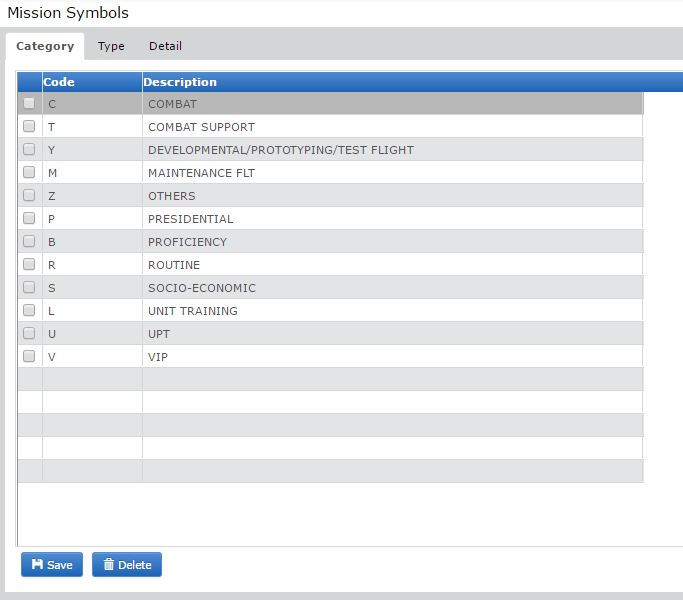 Mission Symbols
Category Type Detail
Code Description
C COMBAT
T COMBAT SUPPORT
Y DEVELOPMENTAL/PROTOTYPING/TEST FLIGHT
M MAINTENANCE FLT
Z OTHERS
P PRESIDENTIAL
B PROFICIENCY
R ROUTINE
S SOCIO-ECONOMIC
L UNIT TRAINING
U UPT
V VIP
Save Delete